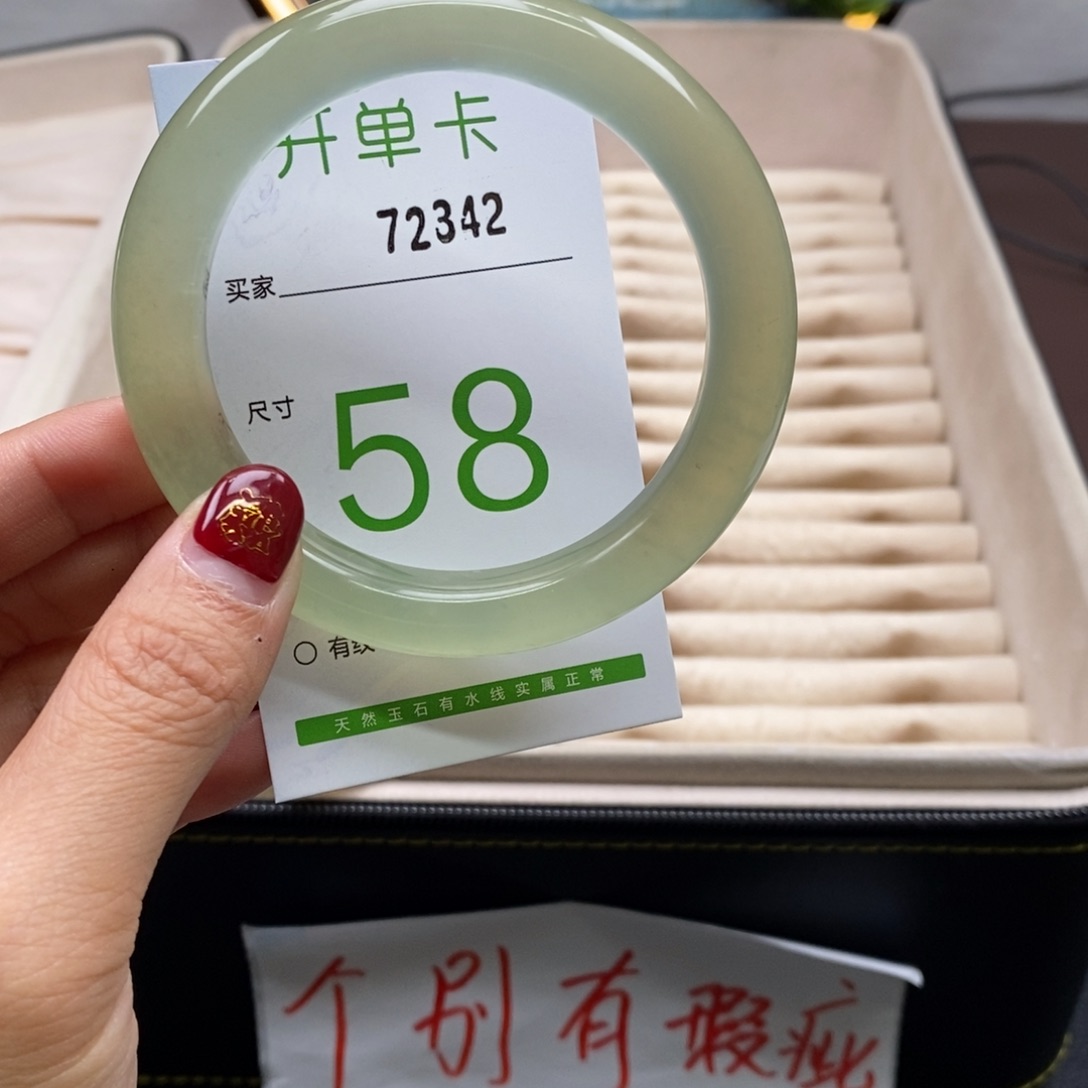 开单卡
72342
买家
尺寸 58
有纹
天然玉石有水线实属正常
个别有瑕疵